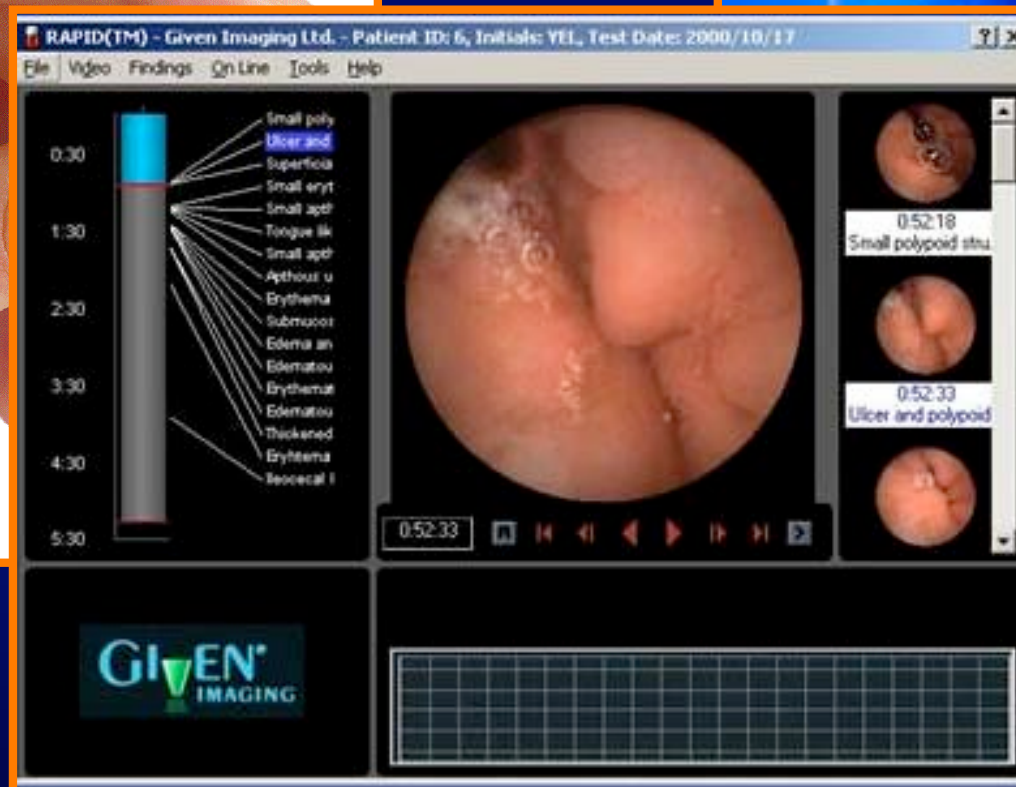 RAPID(TM) - Given Imaging Ltd. - Patient ID: 6, Initials: YEL, Test Date: 2000/10/17
File Video Findings On Line Tools Help
0:30
1:30
2:30
3:30
4:30
5:30
Small poly
Ulcer and
Superficia
Small eryt
Small apth
Tongue lik
Small apth
Apthous u
Erythema
Submucos
Edema an
Edematou
Erythemat
Edematou
Thickened
Eryhtema
Ileocecal
0:52:33
0:52:18
Small polypoid stru
0:52:33
Ulcer and polypoid
GIVEN
IMAGING